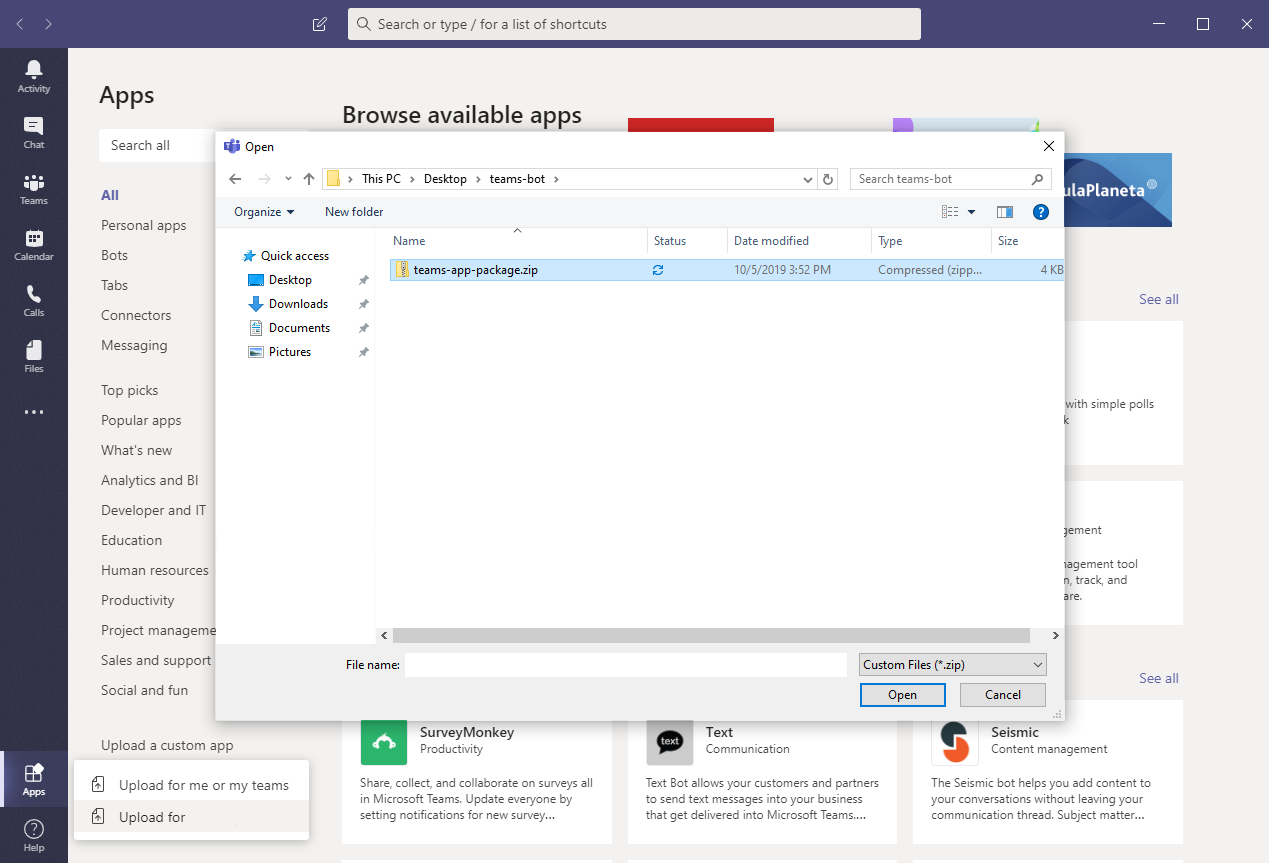 Search or type / for a list of shortcuts
Activity
Chat
Teams
Calendar
Calls
Files
Apps
Help
Apps
Search all
All
Personal apps
Bots
Tabs
Connectors
Messaging
Top picks
Popular apps
What's new
Analytics and BI
Developer and IT
Education
Human resources
Productivity
Project manageme
Sales and support
Social and fun
Upload a custom app
Upload for me or my teams
Upload for
Browse available apps
ulaPlaneta
See all
with simple polls
k
gement
nagement tool
n, track, and
are.
See all
Open
This PC > Desktop > teams-bot >
Search teams-bot
Organize
New folder
?
Quick access
Desktop
Downloads
Documents
Pictures
Name Status Date modified Type Size
teams-app-package.zip 10/5/2019 3:52 PM Compressed (zipp... 4 KB
File name:
Custom Files (*.zip)
Open
Cancel
SurveyMonkey
Productivity
Share, collect, and collaborate on surveys all
in Microsoft Teams. Update everyone by
setting notifications for new survey...
text
Text
Communication
Text Bot allows your customers and partners
to send text messages into your business
that get delivered into Microsoft Teams....
Seismic
Content management
The Seismic bot helps you add content to
your conversations without leaving your
communication thread. Subject matter...